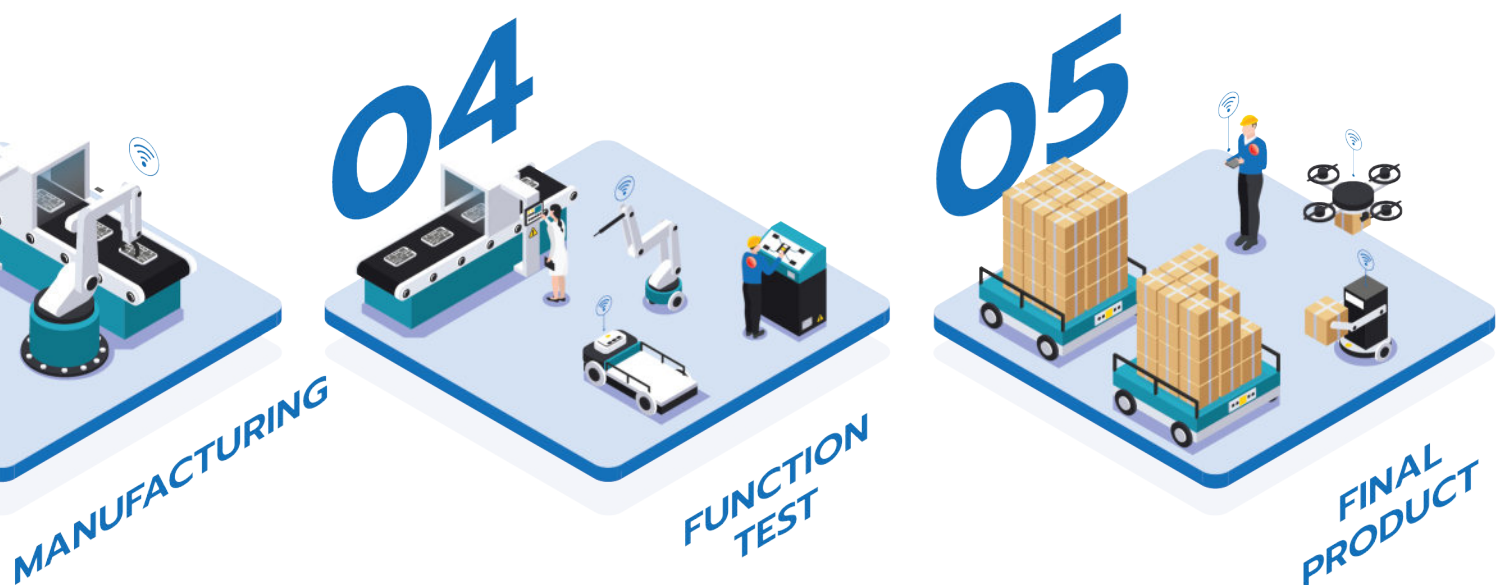 MANUFACTURING
04
FUNCTION
TEST
05
FINAL
PRODUCT